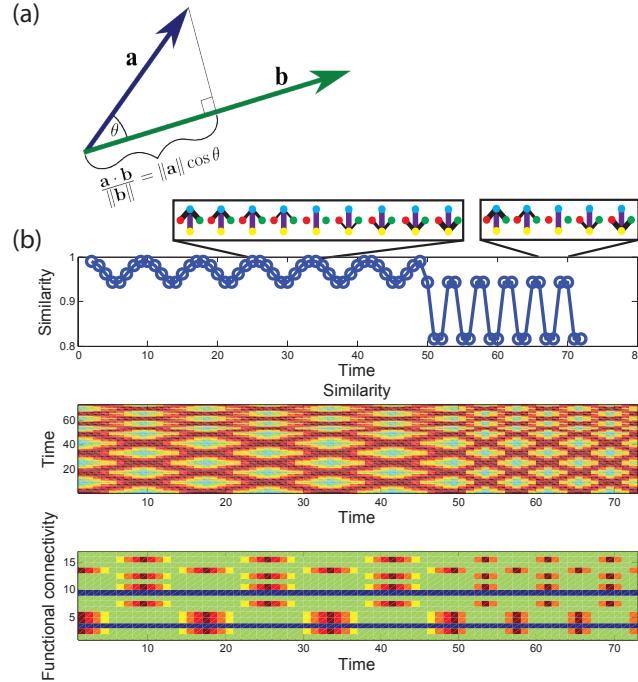 (a)
a
b
θ
a · b / ‖b‖ = ‖a‖ cos θ
(b)
Similarity
1
0.9
0.8
0 10 20 30 40 50 60 70 80
Time
Similarity
Time
60
40
20
10 20 30 40 50 60 70
Time
Functional connectivity
15
10
5
10 20 30 40 50 60 70
Time